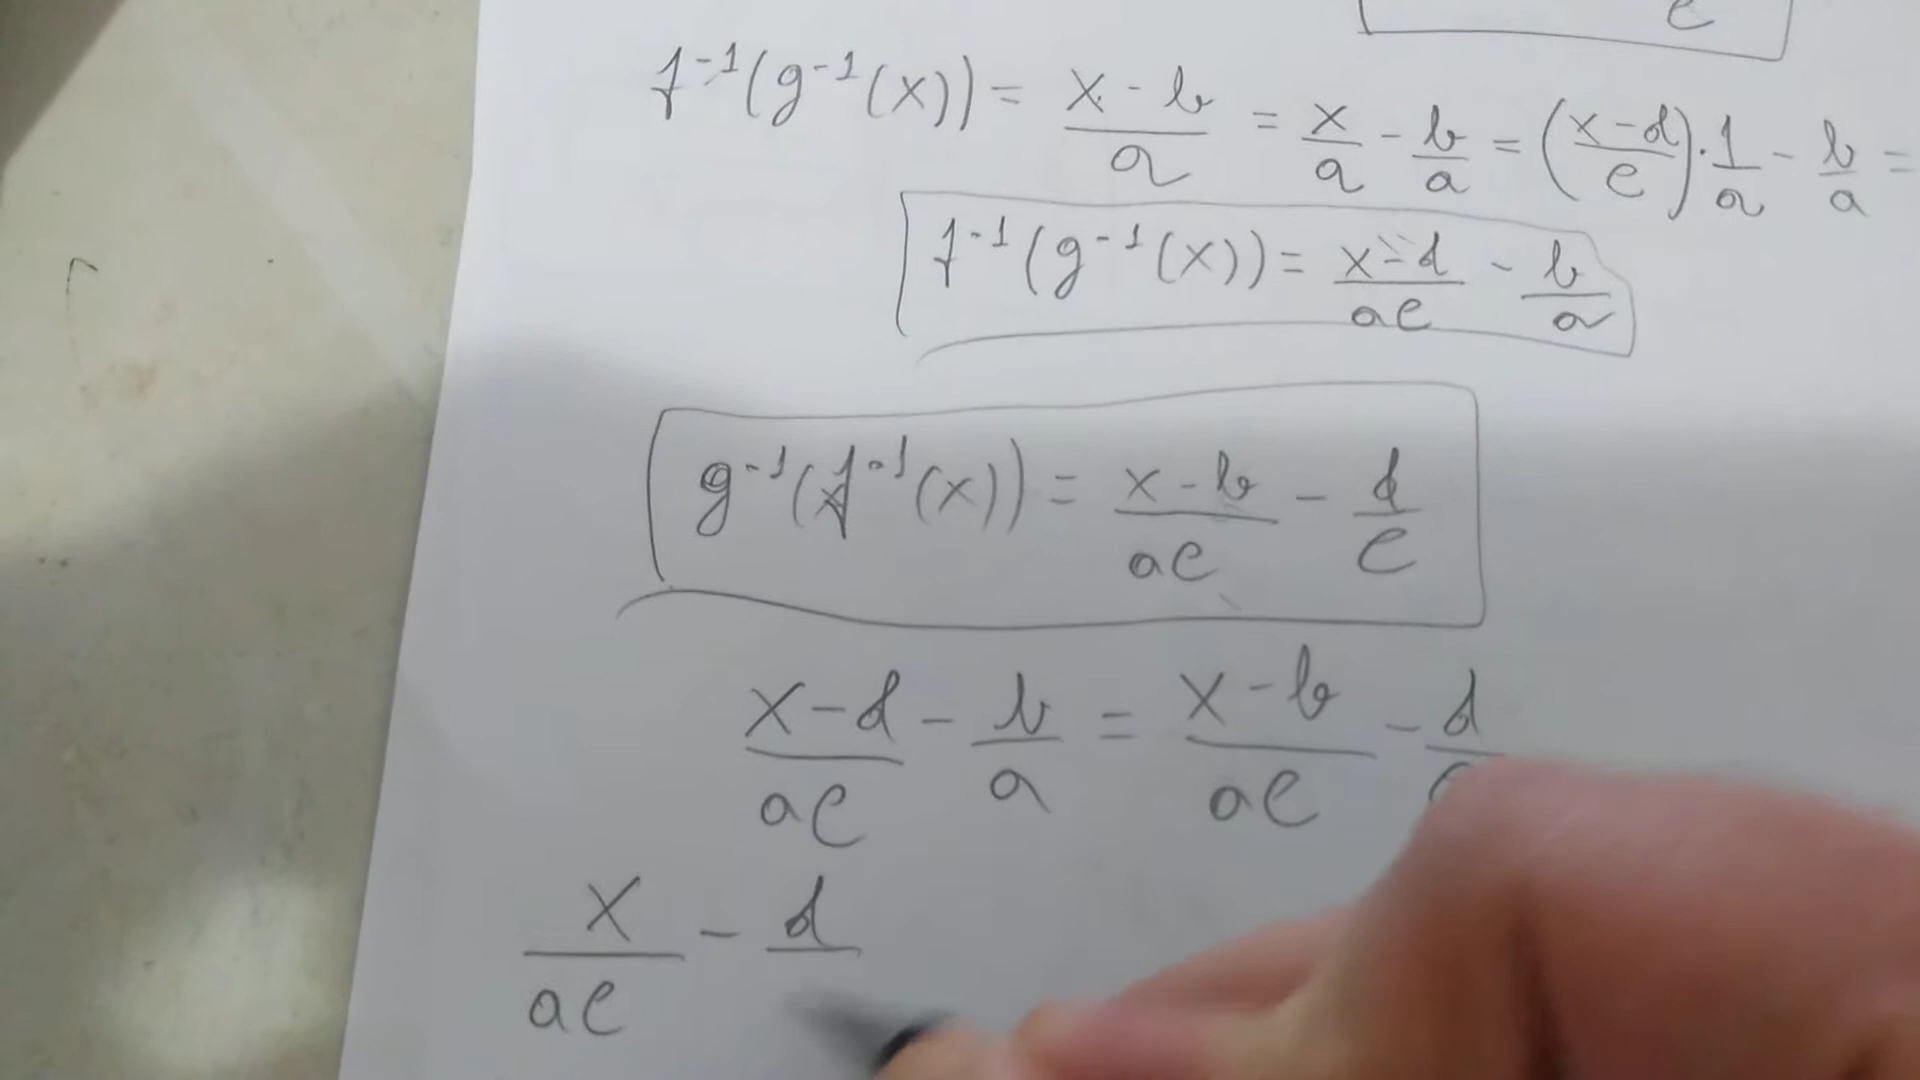 e
f⁻¹(g⁻¹(x)) = (x - b)/a = x/a - b/a = ((x-d)/e)·1/a - b/a =
f⁻¹(g⁻¹(x)) = (x-d)/(ae) - b/a
g⁻¹(f⁻¹(x)) = (x-b)/(ae) - d/e
(x-d)/(ae) - b/a = (x-b)/(ae) - d/
x/(ae) - d/